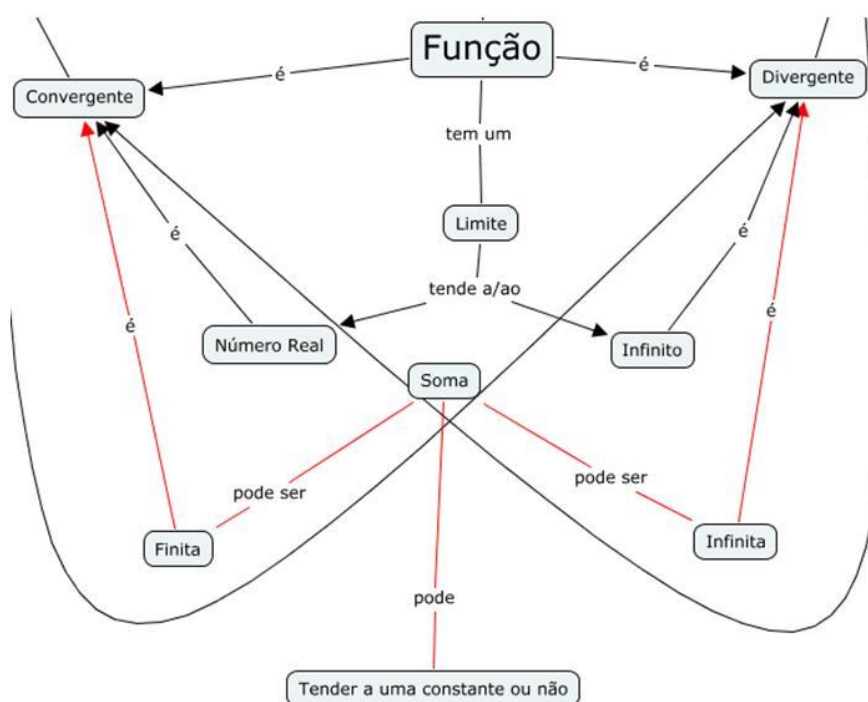 Função
é
é
Convergente
Divergente
tem um
Limite
é
é
tende a/ao
é
é
Número Real
Infinito
Soma
pode ser
pode ser
Finita
Infinita
pode
Tender a uma constante ou não